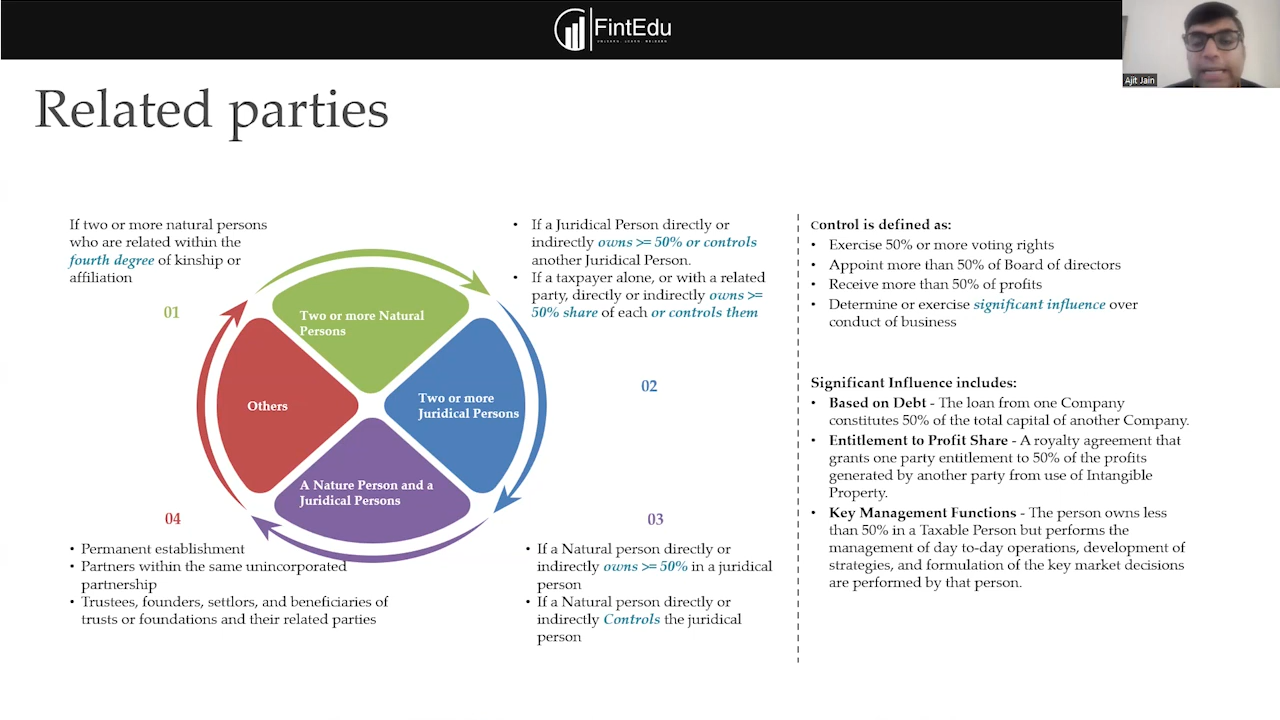 FintEdu
Ajit Jain
Related parties
If two or more natural persons
who are related within the
fourth degree of kinship or
affiliation
01
• If a Juridical Person directly or
indirectly owns >= 50% or controls
another Juridical Person.
• If a taxpayer alone, or with a related
party, directly or indirectly owns >=
50% share of each or controls them
02
Two or more Natural
Persons
Two or more
Juridical Persons
A Nature Person and a
Juridical Persons
Others
04
• Permanent establishment
• Partners within the same unincorporated
partnership
• Trustees, founders, settlors, and beneficiaries of
trusts or foundations and their related parties
03
• If a Natural person directly or
indirectly owns >= 50% in a juridical
person
• If a Natural person directly or
indirectly Controls the juridical
person
Control is defined as:
• Exercise 50% or more voting rights
• Appoint more than 50% of Board of directors
• Receive more than 50% of profits
• Determine or exercise significant influence over
conduct of business
Significant Influence includes:
• Based on Debt - The loan from one Company
constitutes 50% of the total capital of another Company.
• Entitlement to Profit Share - A royalty agreement that
grants one party entitlement to 50% of the profits
generated by another party from use of Intangible
Property.
• Key Management Functions - The person owns less
than 50% in a Taxable Person but performs the
management of day to-day operations, development of
strategies, and formulation of the key market decisions
are performed by that person.